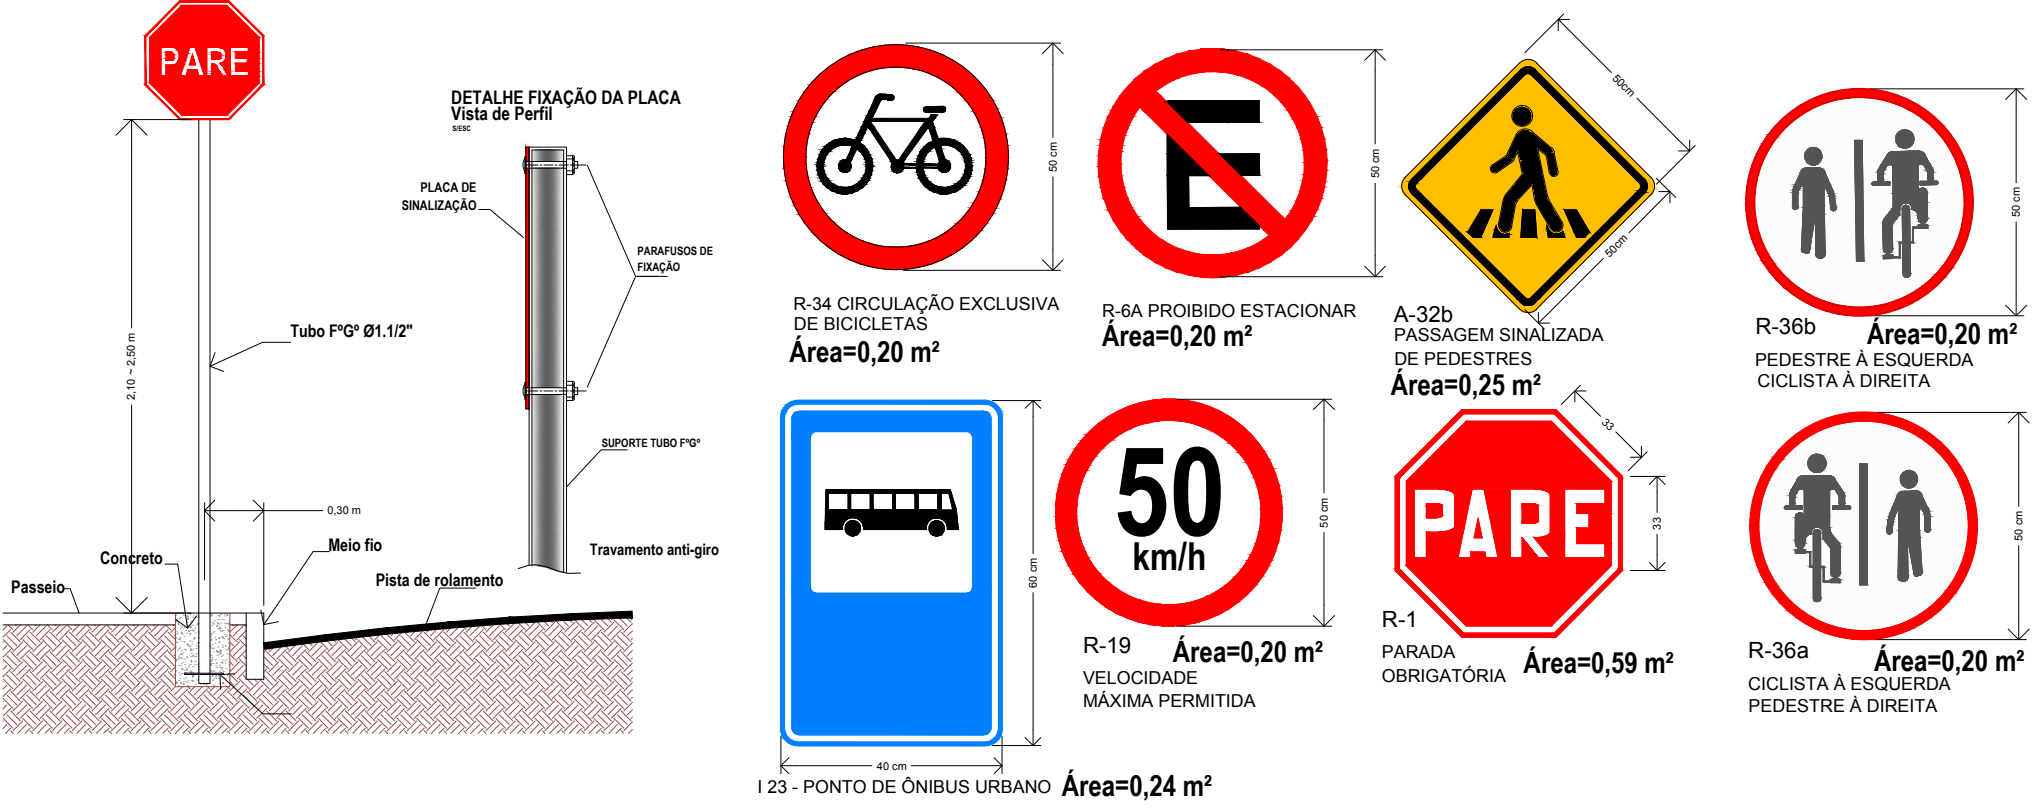 PARE
2,10 ~ 2,50 m
Tubo FºGº Ø1.1/2"
0,30 m
Concreto
Meio fio
Passeio
Pista de rolamento
DETALHE FIXAÇÃO DA PLACA
Vista de Perfil
S/ESC
PLACA DE
SINALIZAÇÃO
PARAFUSOS DE
FIXAÇÃO
SUPORTE TUBO FºGº
Travamento anti-giro
50 cm
R-34 CIRCULAÇÃO EXCLUSIVA
DE BICICLETAS
Área=0,20 m²
E
50 cm
R-6A PROIBIDO ESTACIONAR
Área=0,20 m²
50cm
50cm
A-32b
PASSAGEM SINALIZADA
DE PEDESTRES
Área=0,25 m²
50 cm
R-36b
Área=0,20 m²
PEDESTRE À ESQUERDA
CICLISTA À DIREITA
60 cm
40 cm
I 23 - PONTO DE ÔNIBUS URBANO
Área=0,24 m²
50
km/h
50 cm
R-19
Área=0,20 m²
VELOCIDADE
MÁXIMA PERMITIDA
33
33
PARE
R-1
PARADA
OBRIGATÓRIA
Área=0,59 m²
50 cm
R-36a
Área=0,20 m²
CICLISTA À ESQUERDA
PEDESTRE À DIREITA